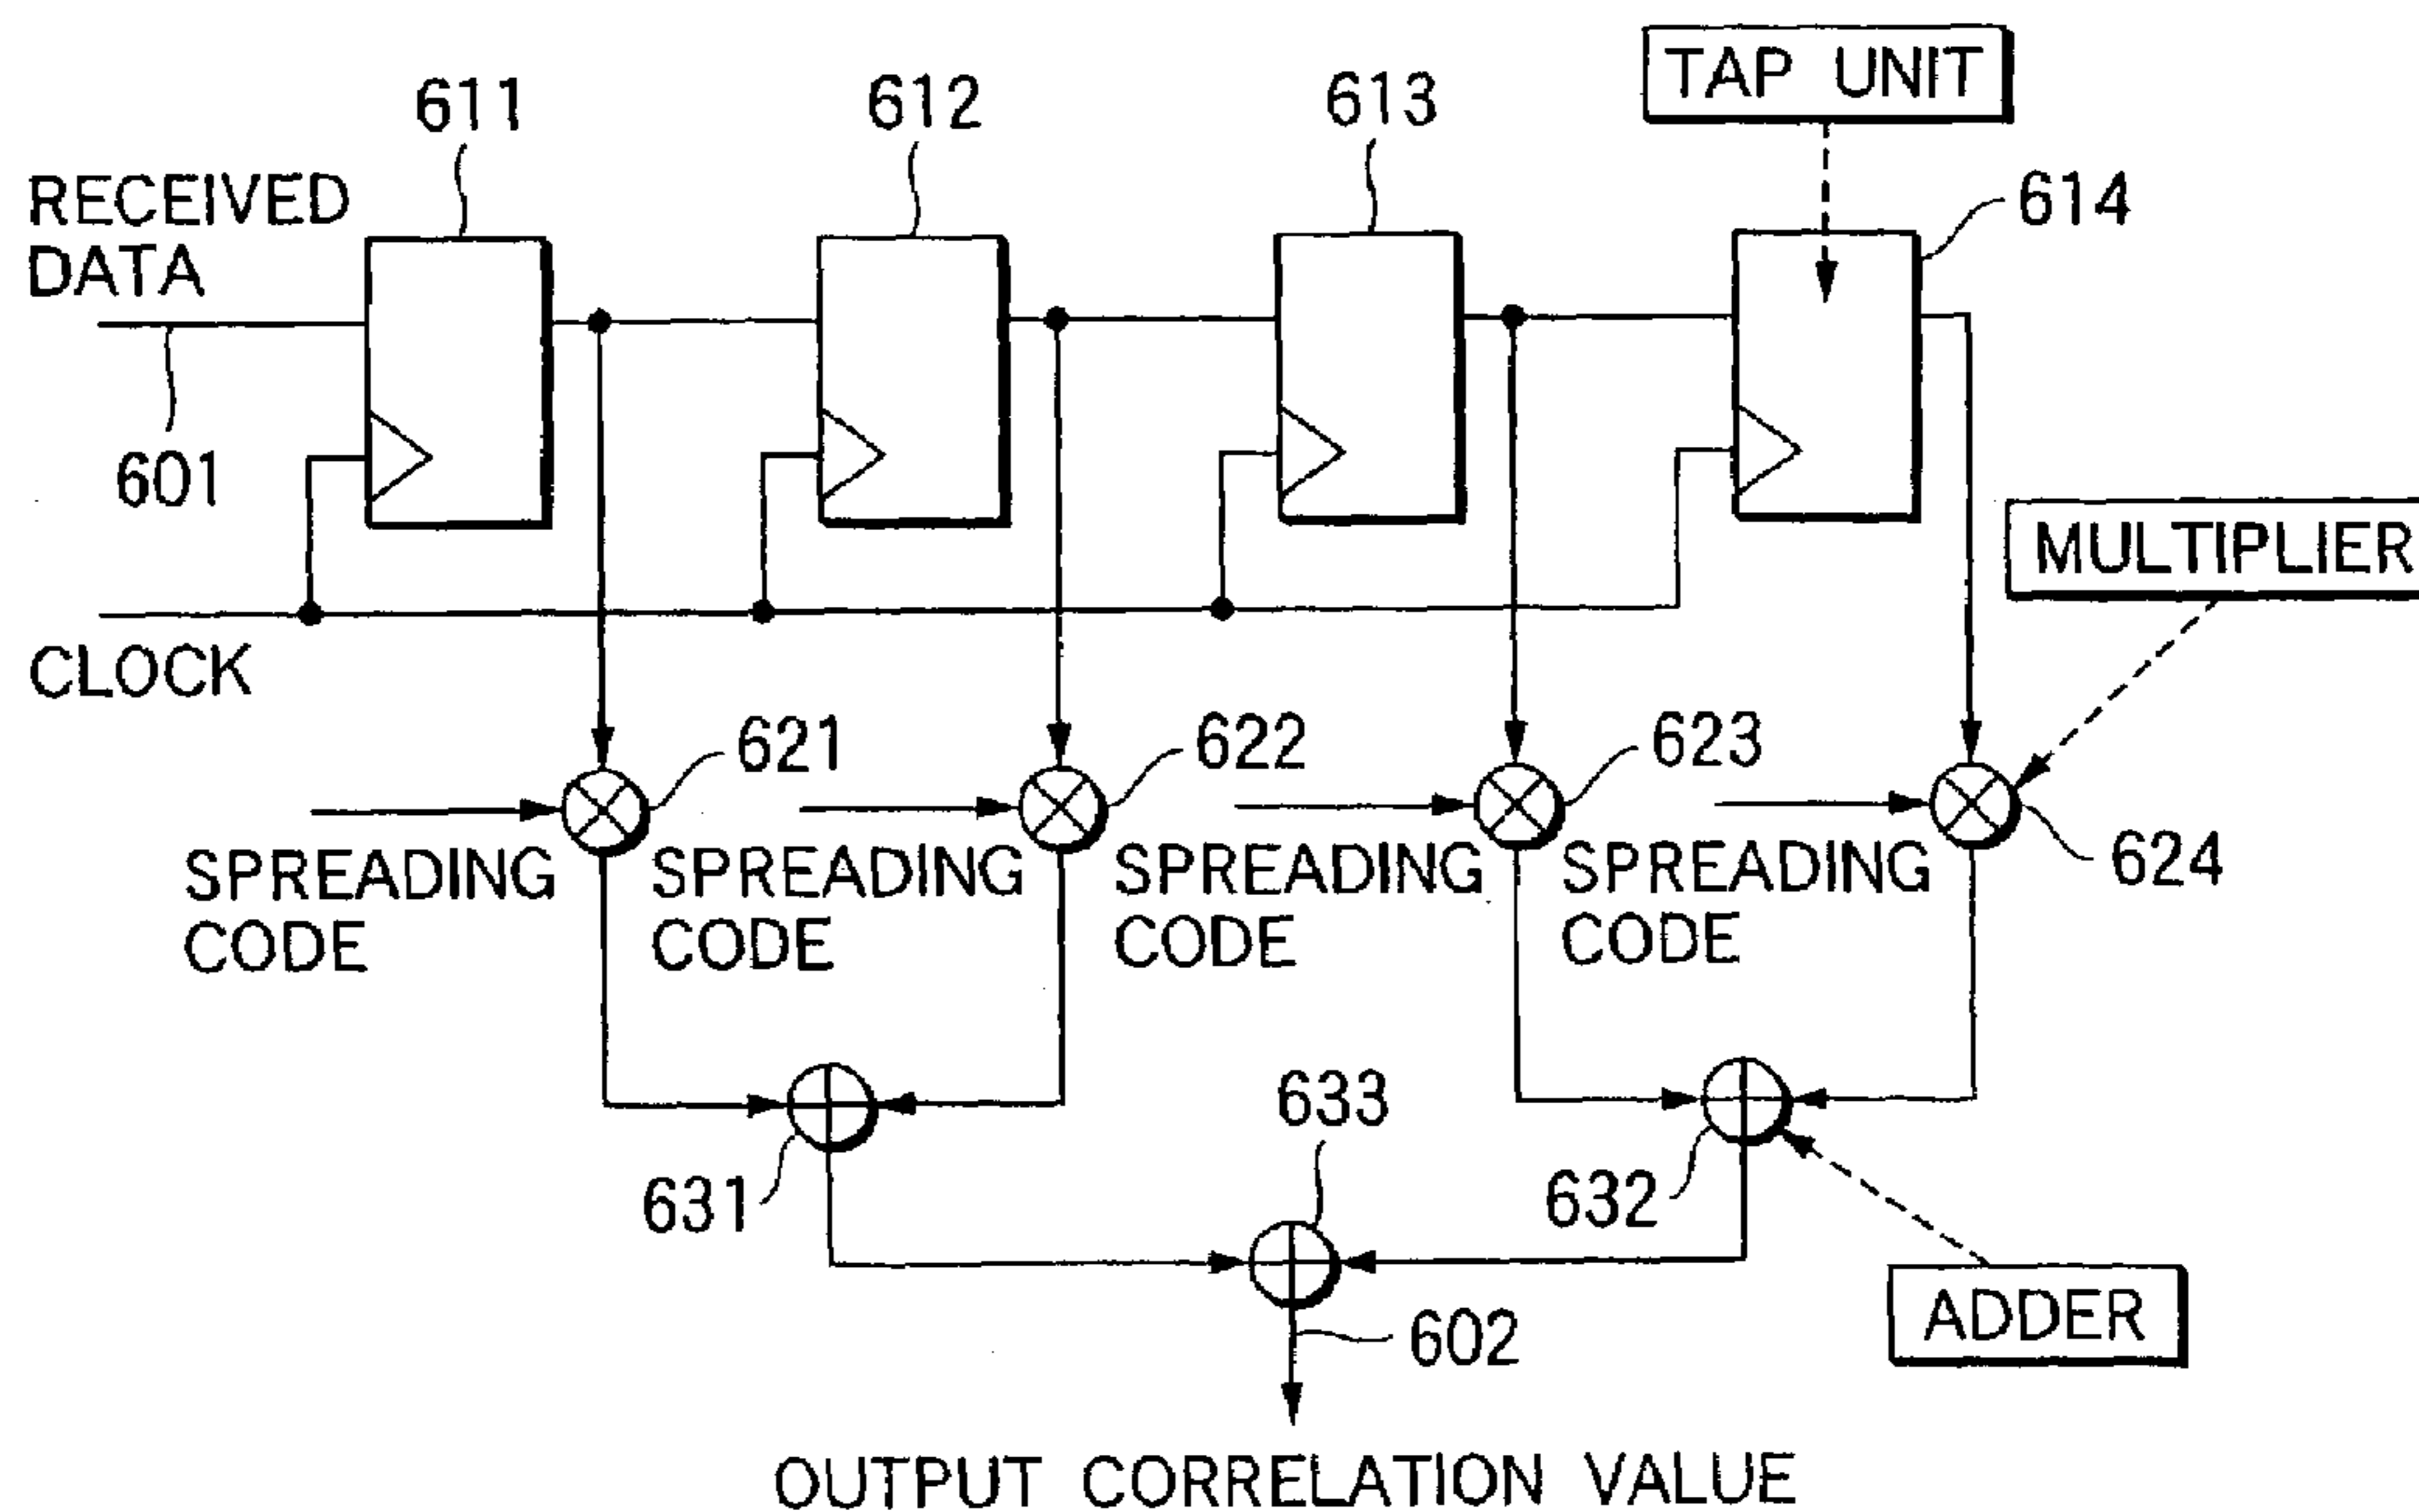 TAP UNIT
611
612
613
614
RECEIVED
DATA
601
MULTIPLIER
CLOCK
621
622
623
624
SPREADING
CODE
SPREADING
CODE
SPREADING
CODE
SPREADING
CODE
631
633
632
602
ADDER
OUTPUT CORRELATION VALUE